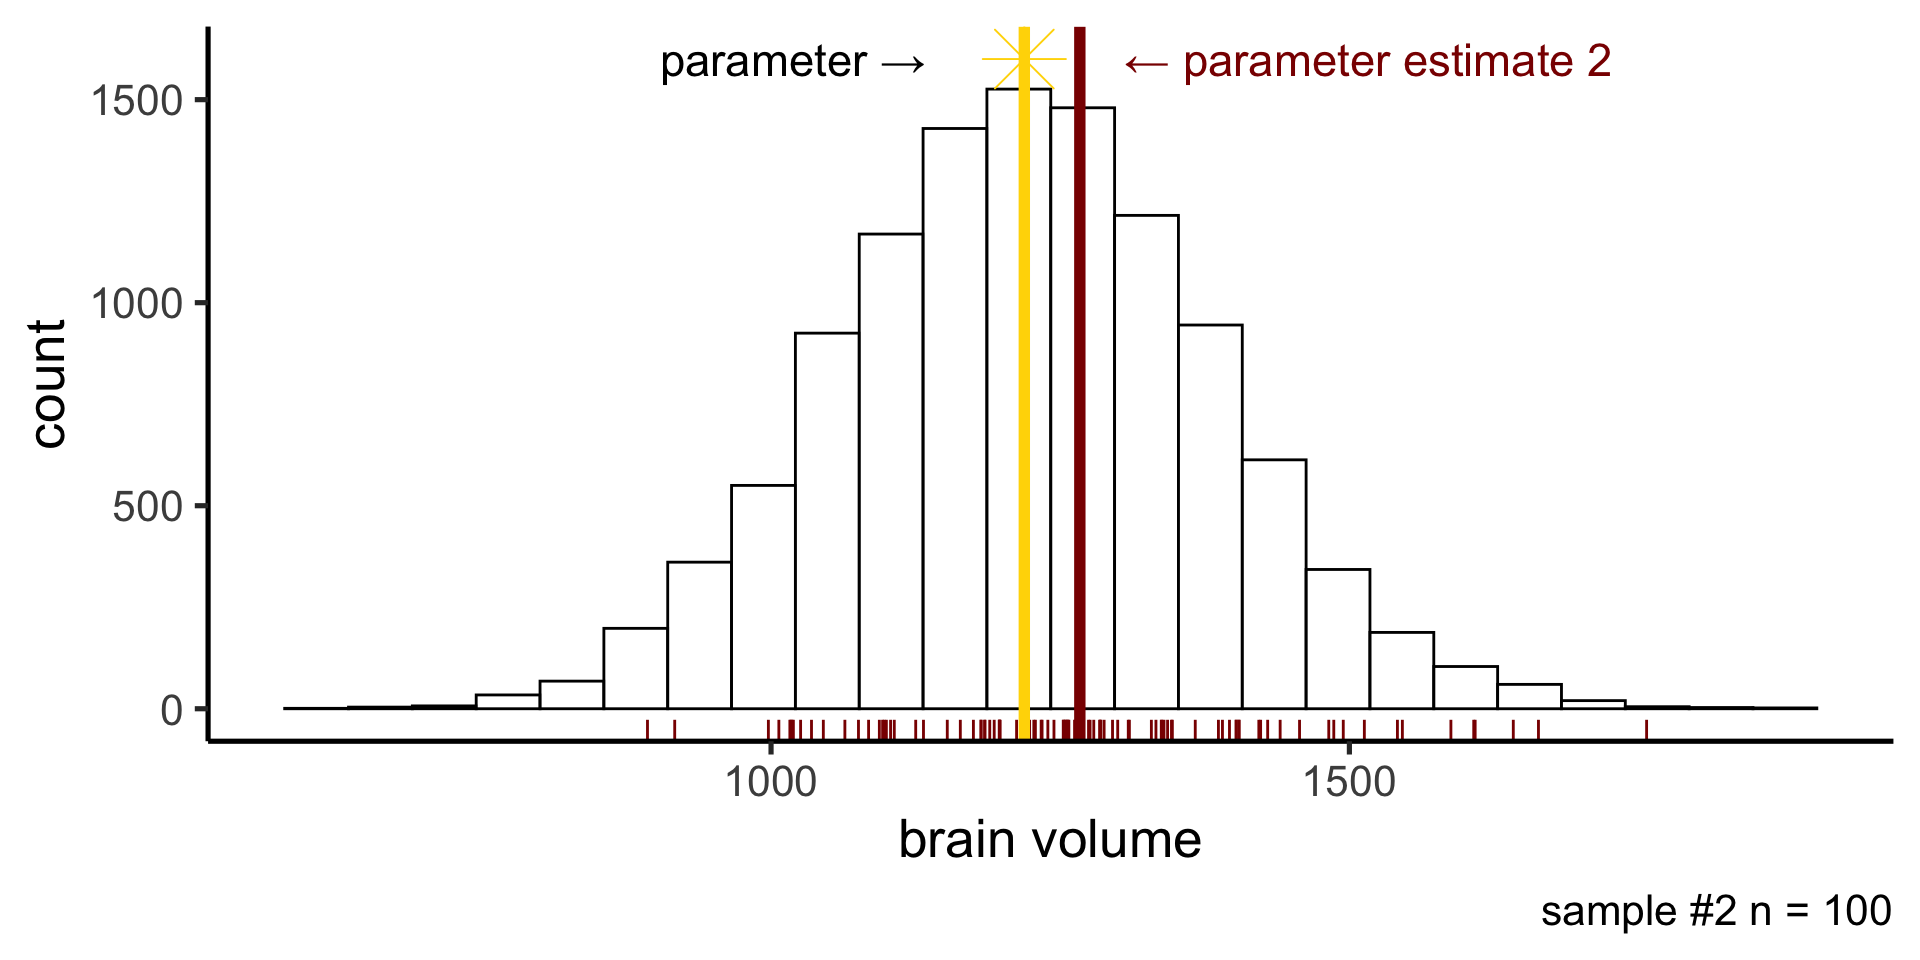 parameter → ← parameter estimate 2
1500
1000
500
0
count
1000 1500
brain volume
sample #2 n = 100